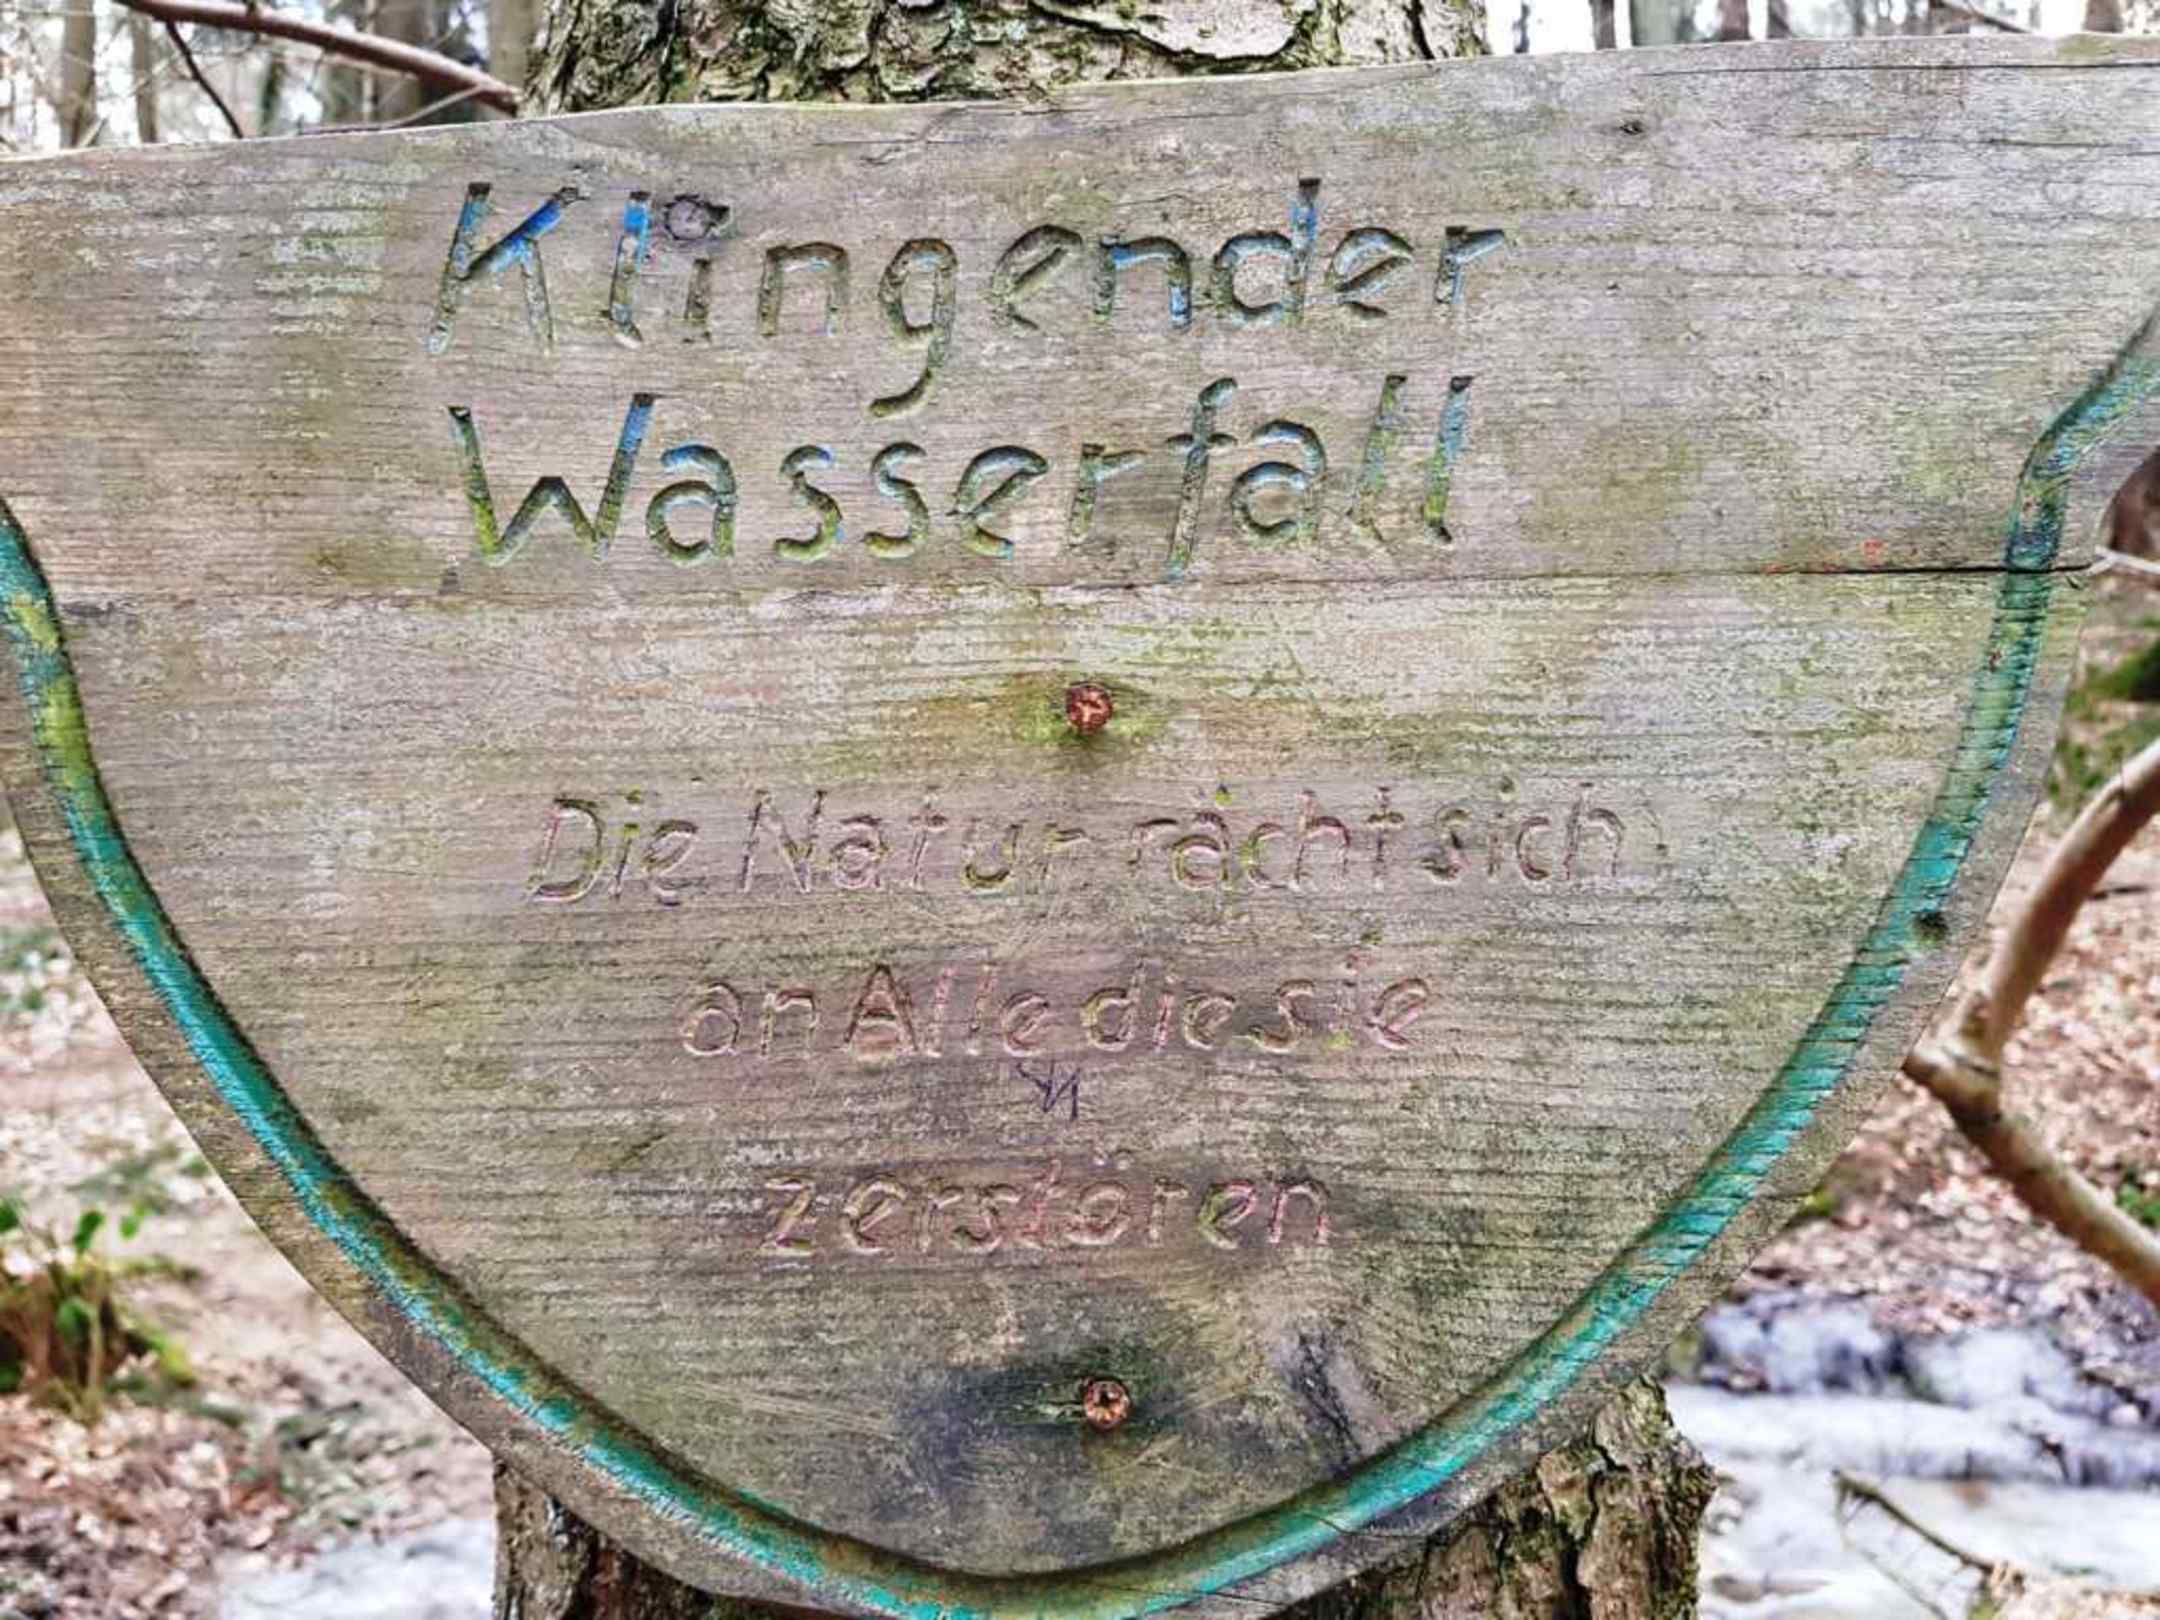 Klingender
Wasserfall
Die Natur rächt sich
an Alle die sie
zerstören